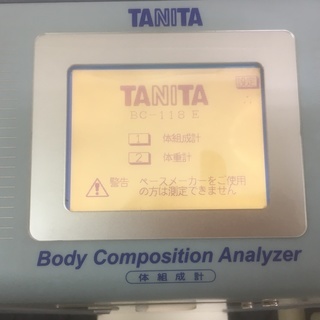 TANITA
TANITA
BC-118E
1 体組成計
2 体重計
警告 ペースメーカーをご使用
の方は測定できません
Body Composition Analyzer
体組成計